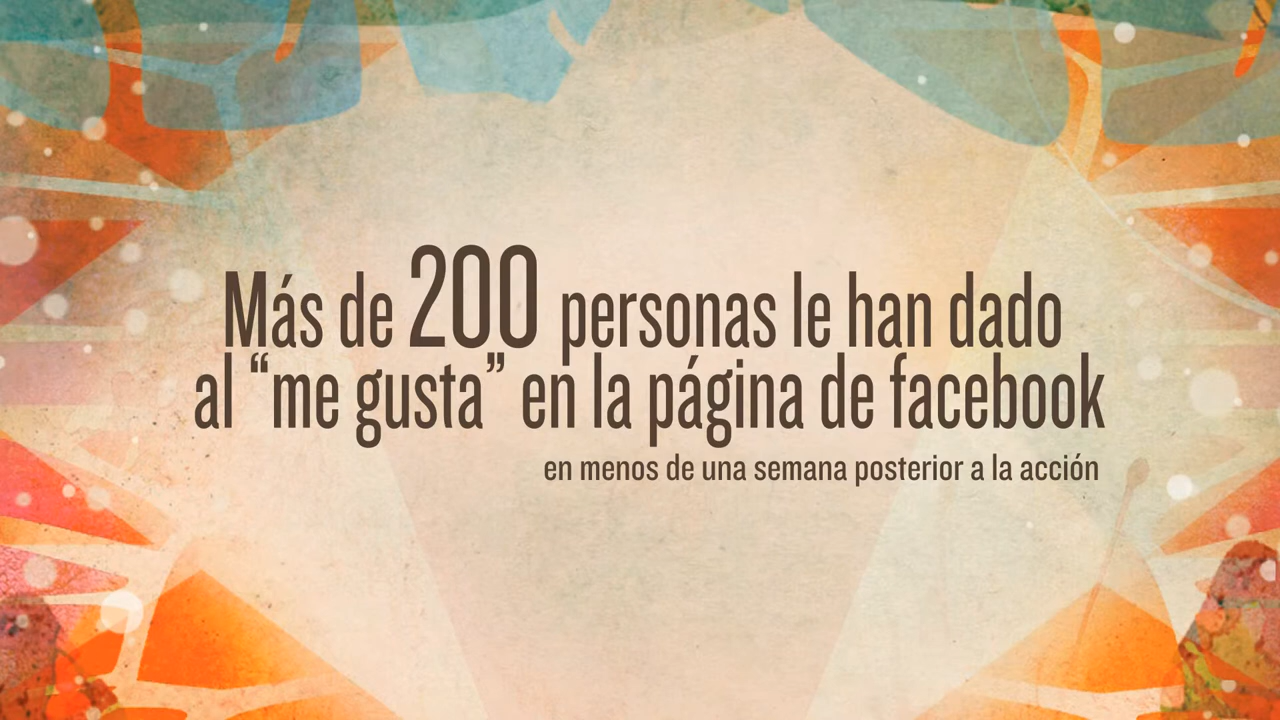 Más de 200 personas le han dado
al “me gusta” en la página de facebook
en menos de una semana posterior a la acción